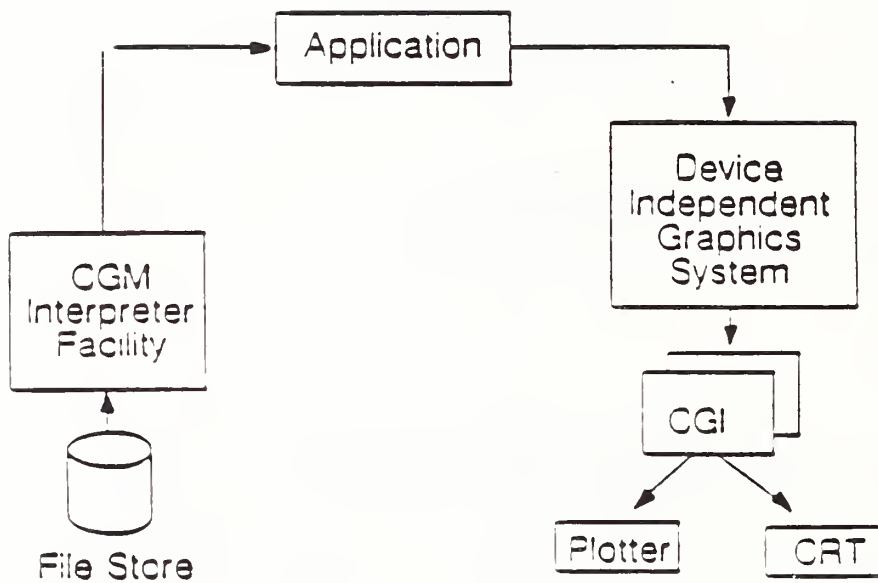 Application
Device
Independent
Graphics
System
CGM
Interpreter
Facility
CGI
File Store
Plotter
CRT